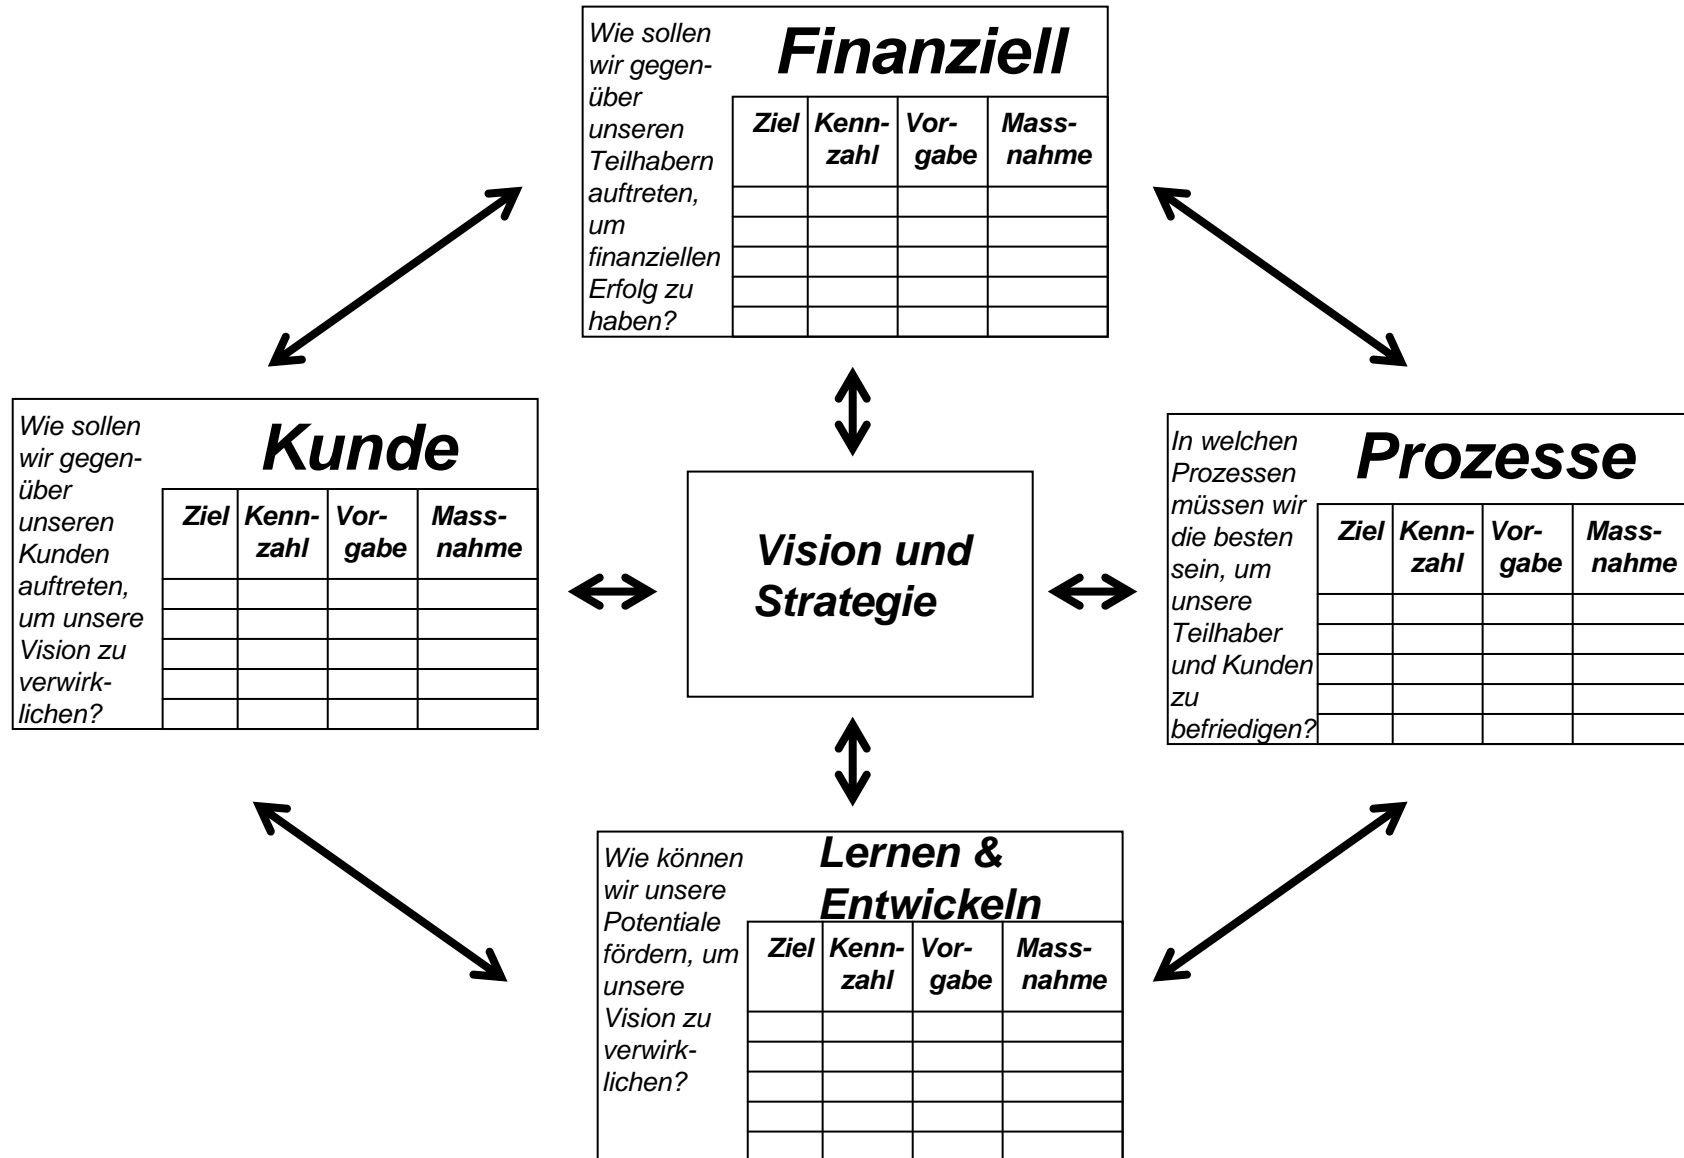 Wie sollen
wir gegen-
über
unseren
Teilhabern
auftreten,
um
finanziellen
Erfolg zu
haben?
Finanziell
Ziel Kenn- Vor- Mass-
zahl gabe nahme
Wie sollen
wir gegen-
über
unseren
Kunden
auftreten,
um unsere
Vision zu
verwirk-
lichen?
Kunde
Ziel Kenn- Vor- Mass-
zahl gabe nahme
Vision und
Strategie
In welchen
Prozessen
müssen wir
die besten
sein, um
unsere
Teilhaber
und Kunden
zu
befriedigen?
Prozesse
Ziel Kenn- Vor- Mass-
zahl gabe nahme
Wie können
wir unsere
Potentiale
fördern, um
unsere
Vision zu
verwirk-
lichen?
Lernen &
Entwickeln
Ziel Kenn- Vor- Mass-
zahl gabe nahme